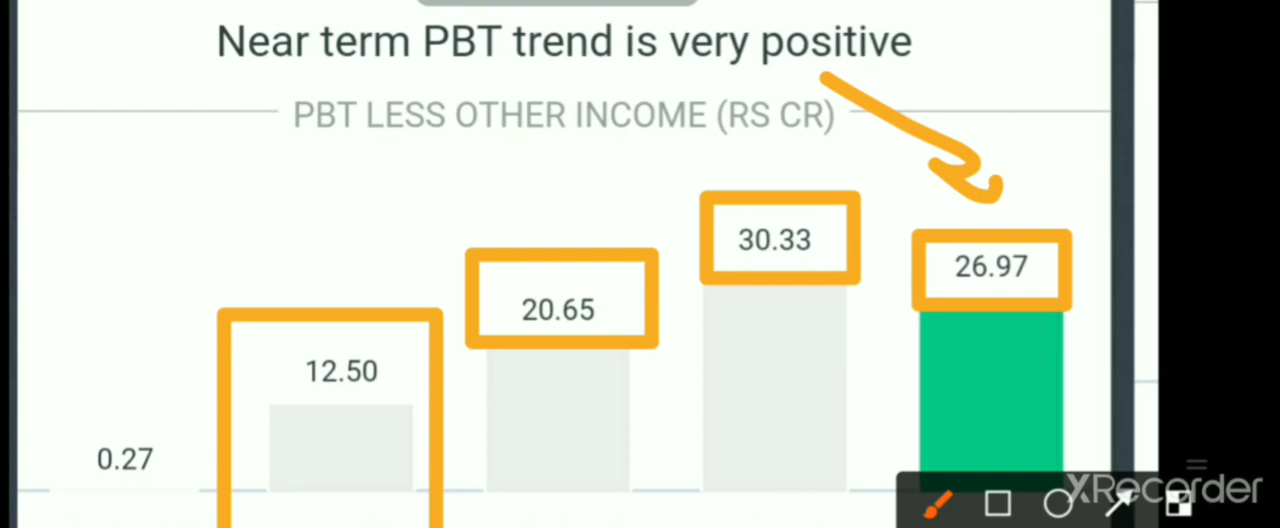 Near term PBT trend is very positive
PBT LESS OTHER INCOME (RS CR)
30.33
26.97
20.65
12.50
0.27
XRecorder